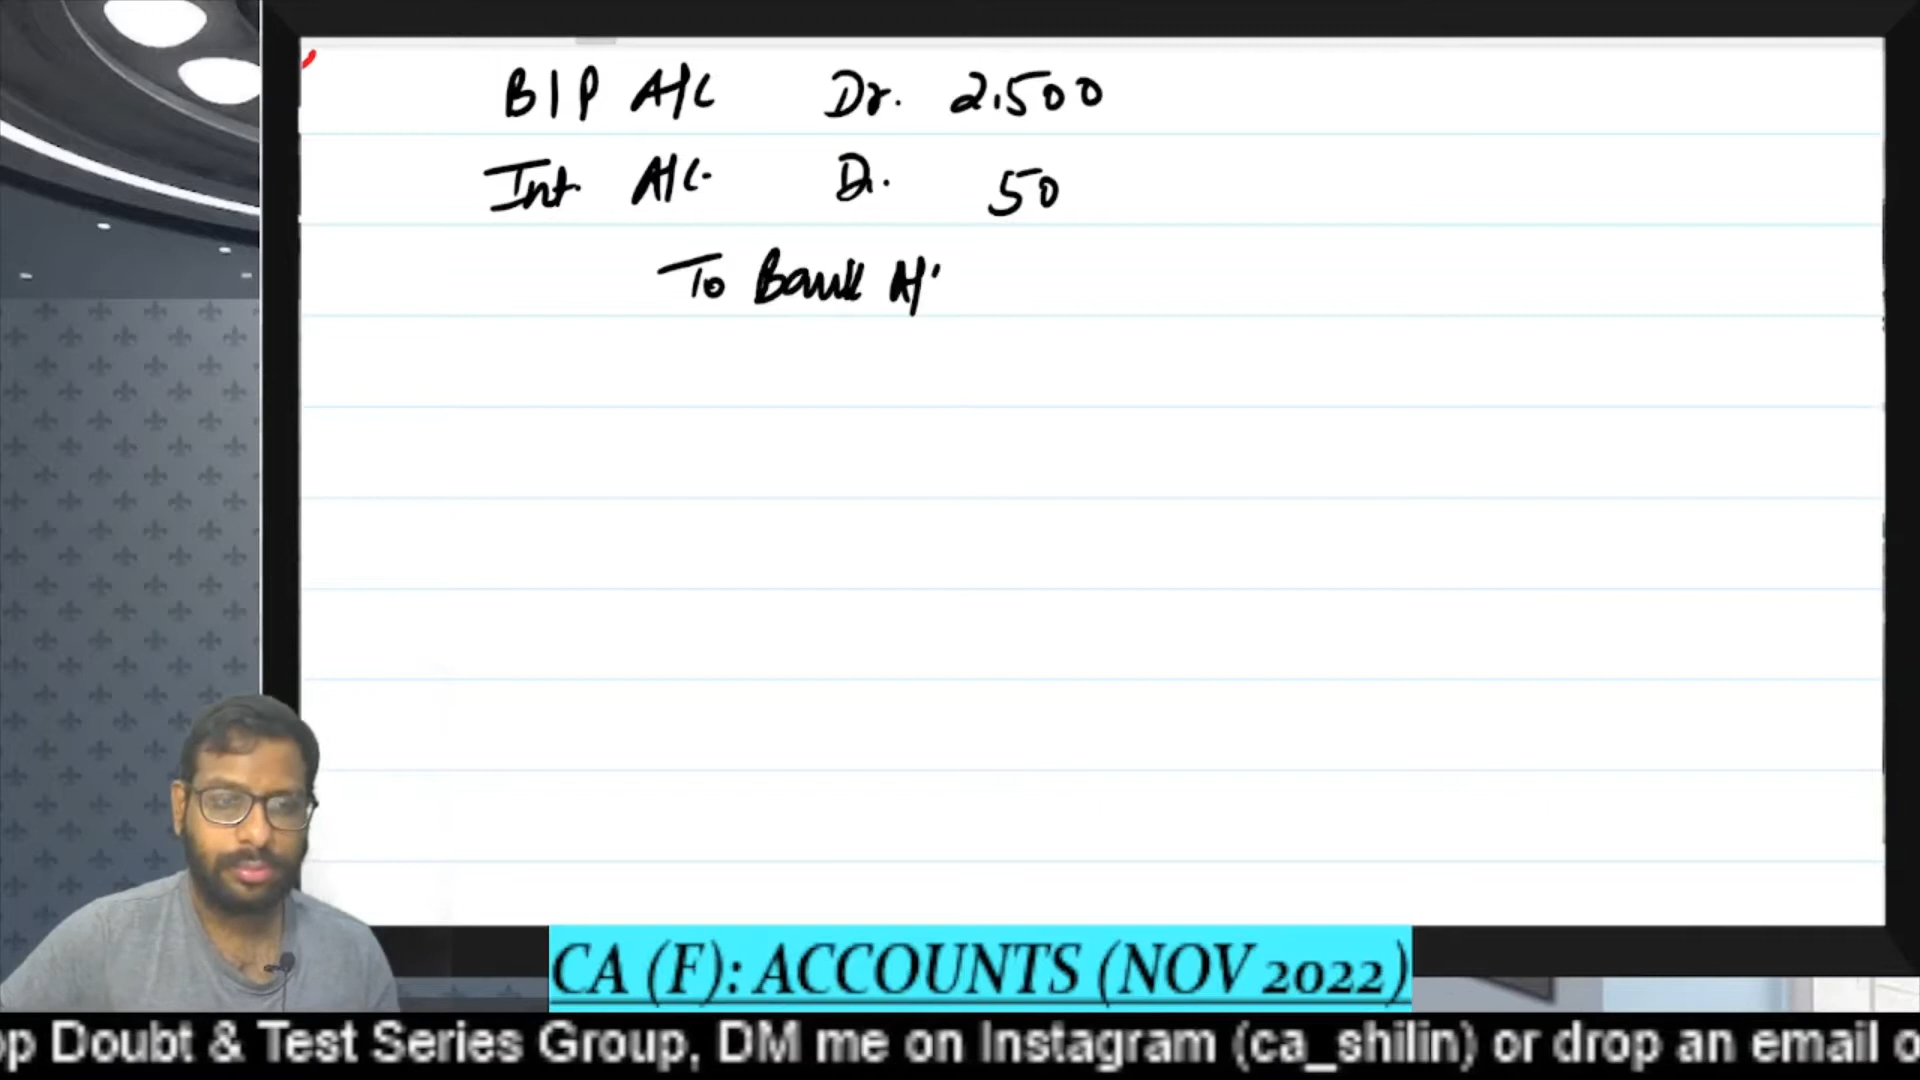 B/P A/c Dr. 2,500
Int. A/c. Dr. 50
To Bank A/c
CA (F): ACCOUNTS (NOV 2022)
op Doubt & Test Series Group, DM me on Instagram (ca_shilin) or drop an email o